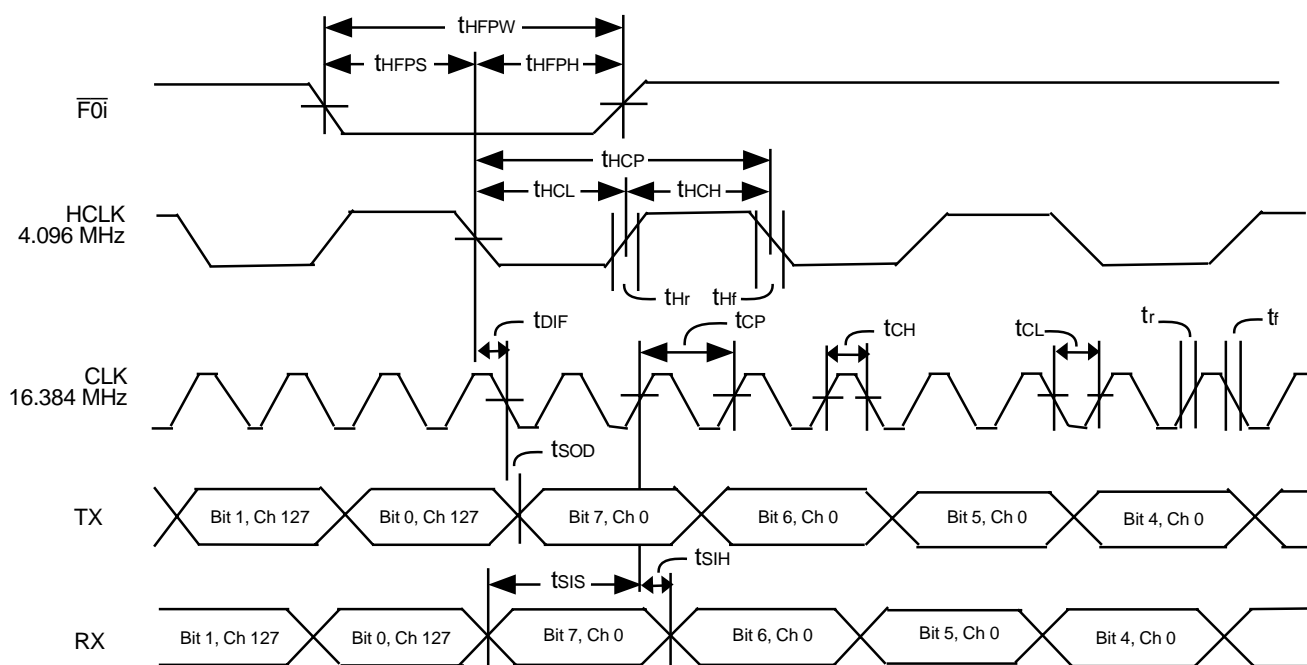 tHFPW
tHFPS
tHFPH
F0i
tHCP
tHCL
tHCH
HCLK
4.096 MHz
tHr
tHf
tDIF
tCP
tCH
tCL
tr
tf
CLK
16.384 MHz
tSOD
TX
Bit 1, Ch 127
Bit 0, Ch 127
Bit 7, Ch 0
Bit 6, Ch 0
Bit 5, Ch 0
Bit 4, Ch 0
tSIH
tSIS
RX
Bit 1, Ch 127
Bit 0, Ch 127
Bit 7, Ch 0
Bit 6, Ch 0
Bit 5, Ch 0
Bit 4, Ch 0